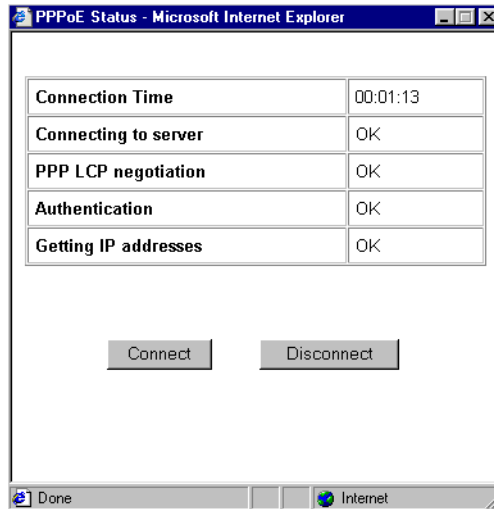 PPPoE Status - Microsoft Internet Explorer
Connection Time 00:01:13
Connecting to server OK
PPP LCP negotiation OK
Authentication OK
Getting IP addresses OK
Connect Disconnect
Done Internet